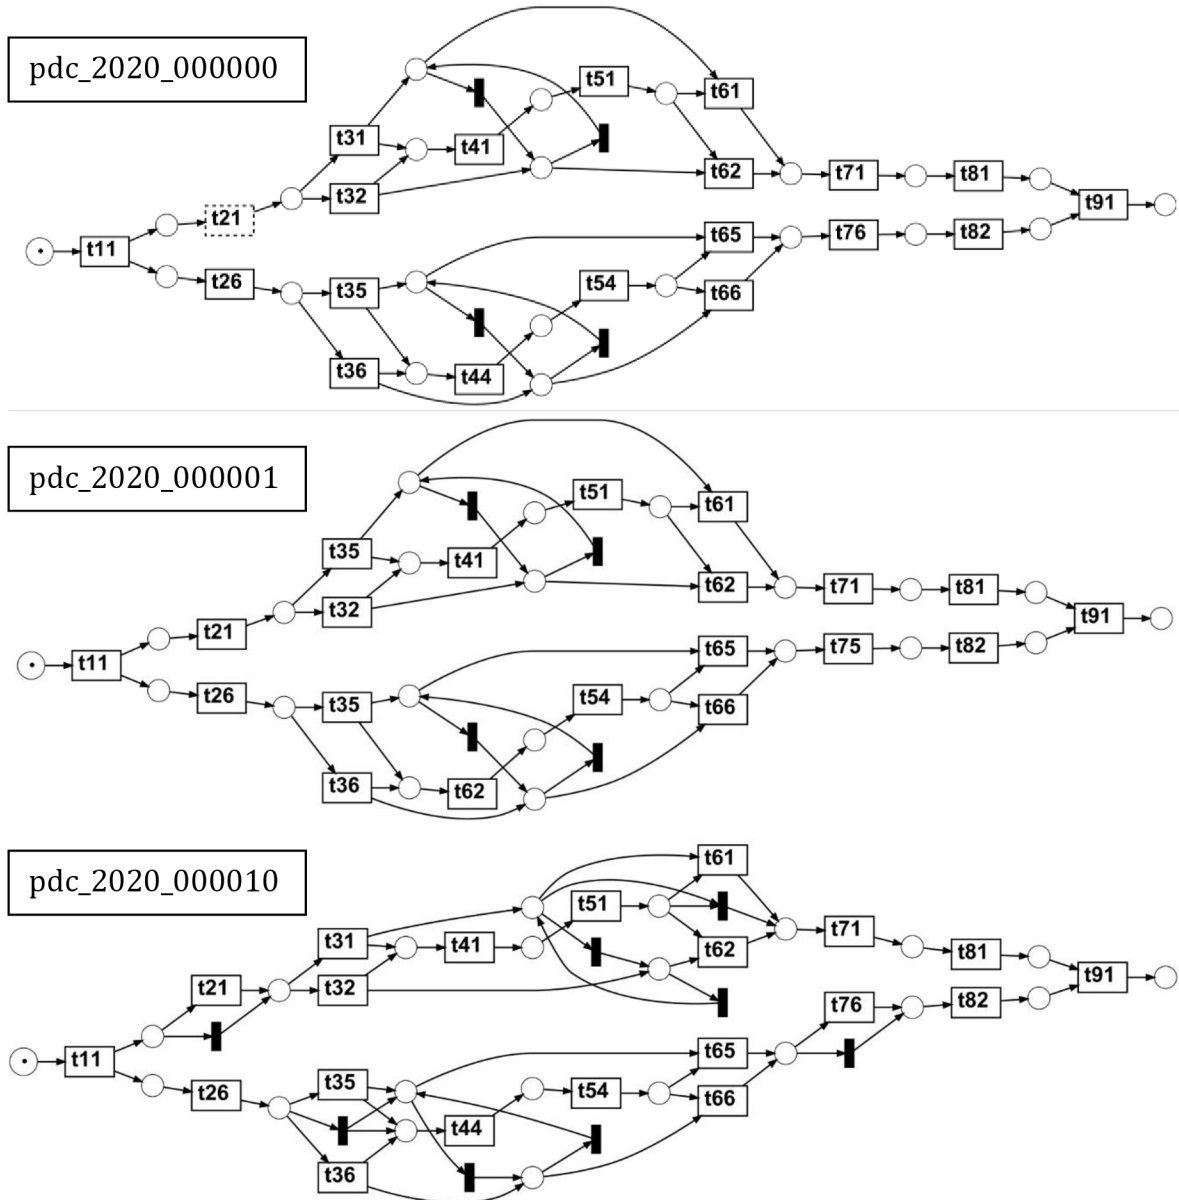 pdc_2020_000000
t51
t61
t31
t41
t62
t71
t81
t32
t21
t91
t11
t65
t76
t82
t26
t35
t54
t66
t36
t44
pdc_2020_000001
t51
t61
t35
t41
t62
t71
t81
t32
t21
t91
t11
t65
t75
t82
t26
t35
t54
t66
t36
t62
pdc_2020_000010
t61
t51
t31
t41
t62
t71
t81
t21
t32
t91
t76
t82
t11
t65
t26
t35
t54
t66
t44
t36